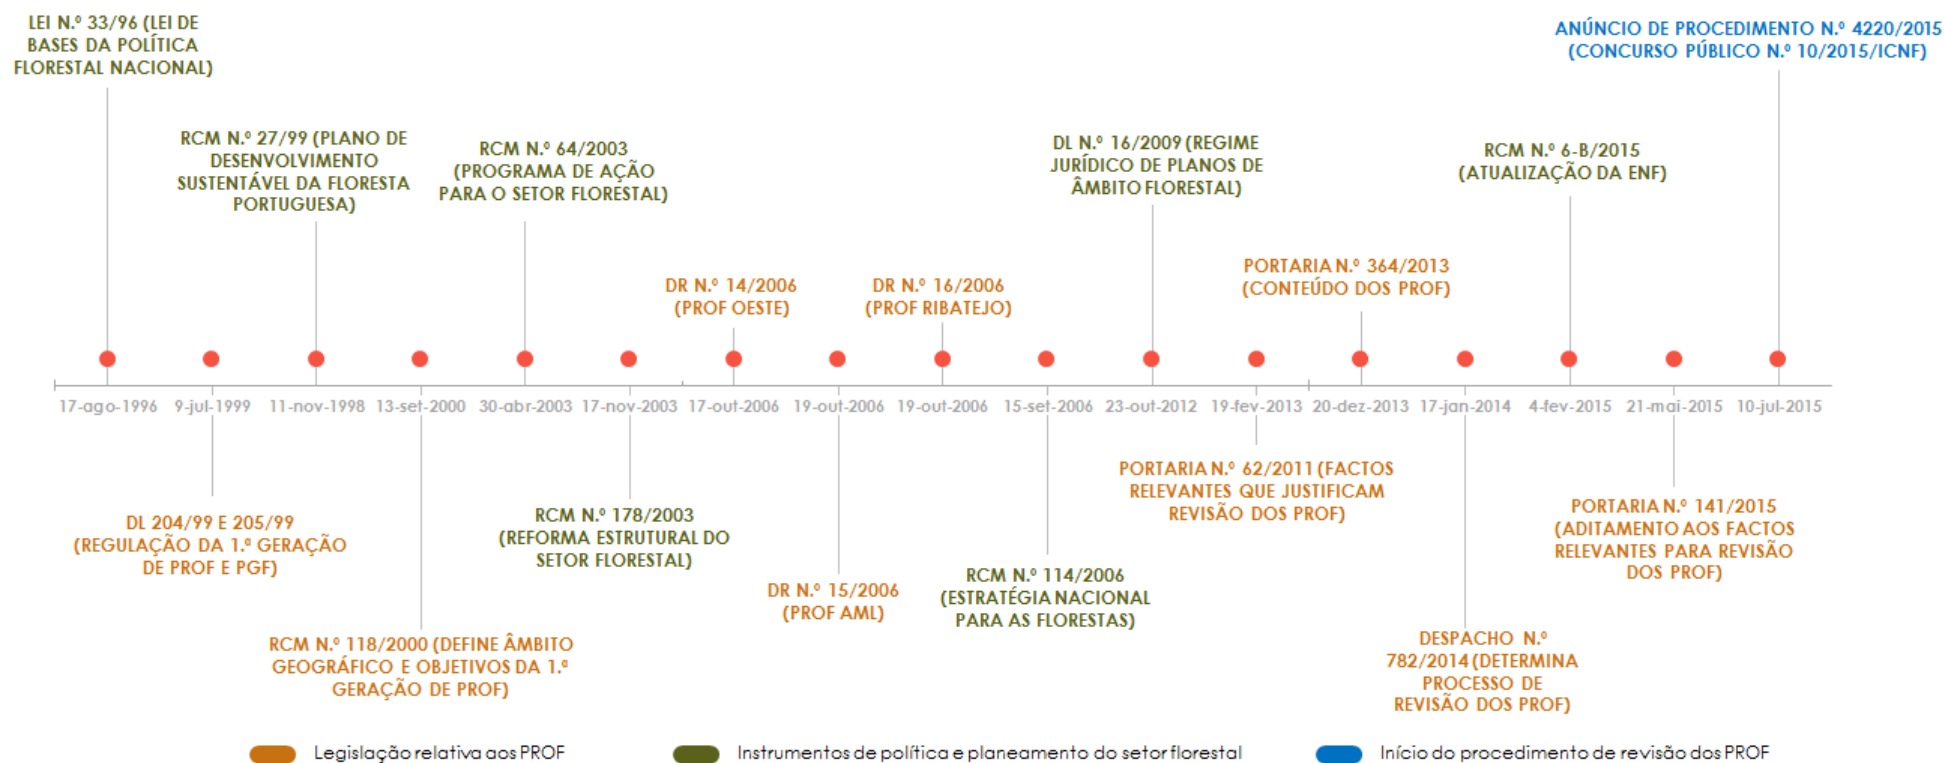 LEI N.º 33/96 (LEI DE
BASES DA POLÍTICA
FLORESTAL NACIONAL)
ANÚNCIO DE PROCEDIMENTO N.º 4220/2015
(CONCURSO PÚBLICO N.º 10/2015/ICNF)
RCM N.º 27/99 (PLANO DE
DESENVOLVIMENTO
SUSTENTÁVEL DA FLORESTA
PORTUGUESA)
RCM N.º 64/2003
(PROGRAMA DE AÇÃO
PARA O SETOR FLORESTAL)
DL N.º 16/2009 (REGIME
JURÍDICO DE PLANOS DE
ÂMBITO FLORESTAL)
RCM N.º 6-B/2015
(ATUALIZAÇÃO DA ENF)
DR N.º 14/2006
(PROF OESTE)
DR N.º 16/2006
(PROF RIBATEJO)
PORTARIA N.º 364/2013
(CONTEÚDO DOS PROF)
17-ago-1996 9-jul-1999 11-nov-1998 13-set-2000 30-abr-2003 17-nov-2003 17-out-2006 19-out-2006 19-out-2006 15-set-2006 23-out-2012 19-fev-2013 20-dez-2013 17-jan-2014 4-fev-2015 21-mai-2015 10-jul-2015
DL 204/99 E 205/99
(REGULAÇÃO DA 1.ª GERAÇÃO
DE PROF E PGF)
RCM N.º 118/2000 (DEFINE ÂMBITO
GEOGRÁFICO E OBJETIVOS DA 1.ª
GERAÇÃO DE PROF)
RCM N.º 178/2003
(REFORMA ESTRUTURAL DO
SETOR FLORESTAL)
DR N.º 15/2006
(PROF AML)
RCM N.º 114/2006
(ESTRATÉGIA NACIONAL
PARA AS FLORESTAS)
PORTARIA N.º 62/2011 (FACTOS
RELEVANTES QUE JUSTIFICAM
REVISÃO DOS PROF)
DESPACHO N.º
782/2014 (DETERMINA
PROCESSO DE
REVISÃO DOS PROF)
PORTARIA N.º 141/2015
(ADITAMENTO AOS FACTOS
RELEVANTES PARA REVISÃO
DOS PROF)
Legislação relativa aos PROF
Instrumentos de política e planeamento do setor florestal
Início do procedimento de revisão dos PROF